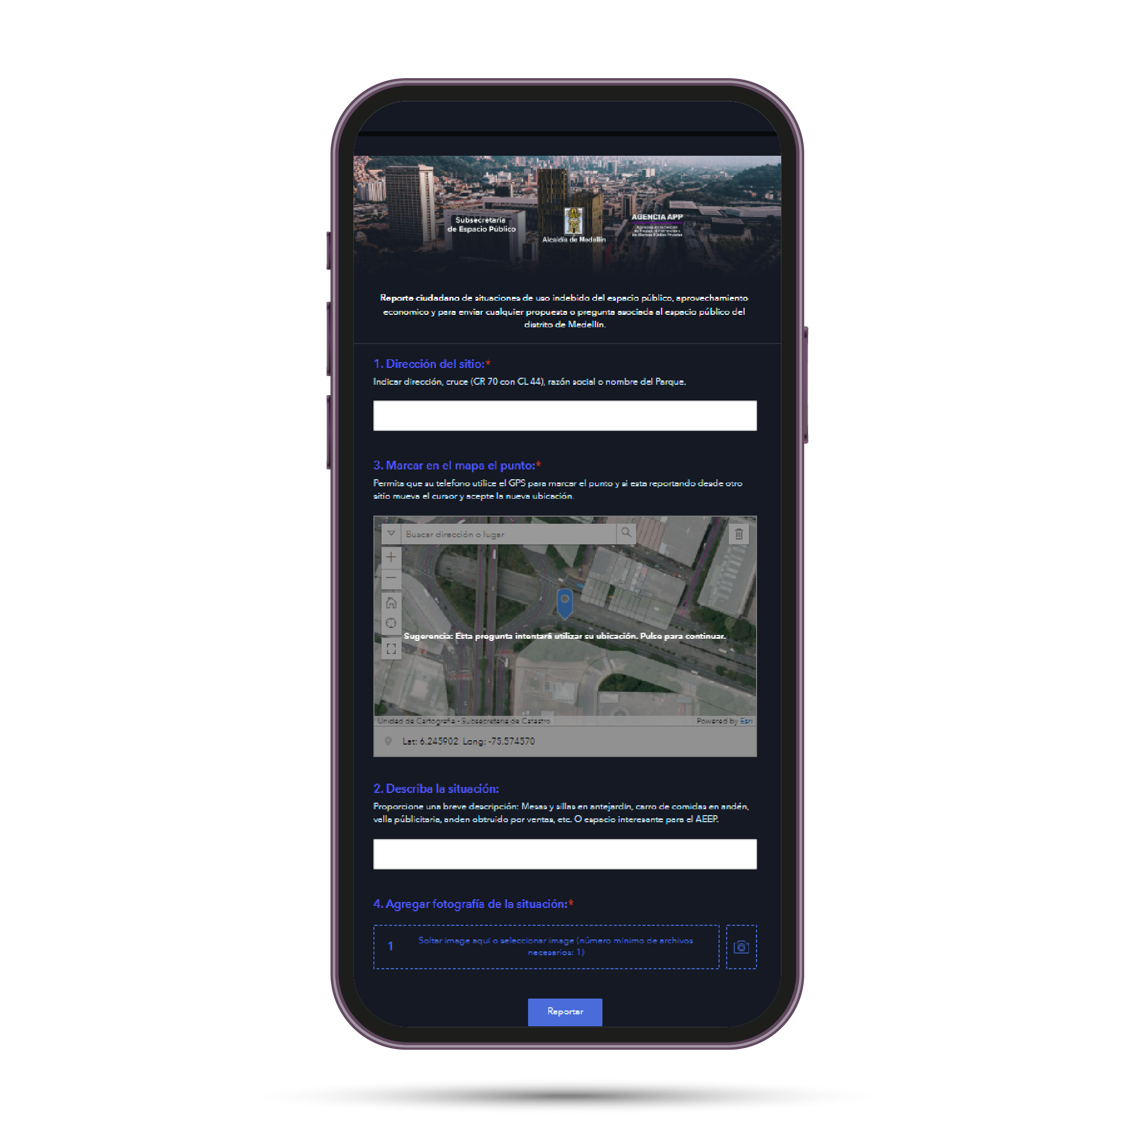 Subsecretaría
de Espacio Público
Alcaldía de Medellín
AGENCIA APP
Reporte ciudadano de situaciones de uso indebido del espacio público, aprovechamiento
economico y para enviar cualquier propuesta o pregunta asociada al espacio público del
distrito de Medellín.
1. Dirección del sitio:*
Indicar dirección, cruce (CR 70 con CL 44), razón social o nombre del Parque.
3. Marcar en el mapa el punto:*
Permita que su telefono utilice el GPS para marcar el punto y si esta reportando desde otro
sitio mueva el cursor y acepte la nueva ubicación.
Buscar dirección o lugar
Sugerencia: Esta pregunta intentará utilizar su ubicación. Pulse para continuar.
Unidad de Cartografía - Subsecretaria de Catastro
Powered by Esri
Lat: 6.245902 Long: -75.574570
2. Describa la situación:
Proporcione una breve descripción: Mesas y sillas en antejardín, carro de comidas en andén,
valla públicitaria, anden obtruido por ventas, etc. O espacio interesante para el AEEP.
4. Agregar fotografía de la situación:*
1
Soltar image aquí o seleccionar image (número mínimo de archivos
necesarios: 1)
Reportar